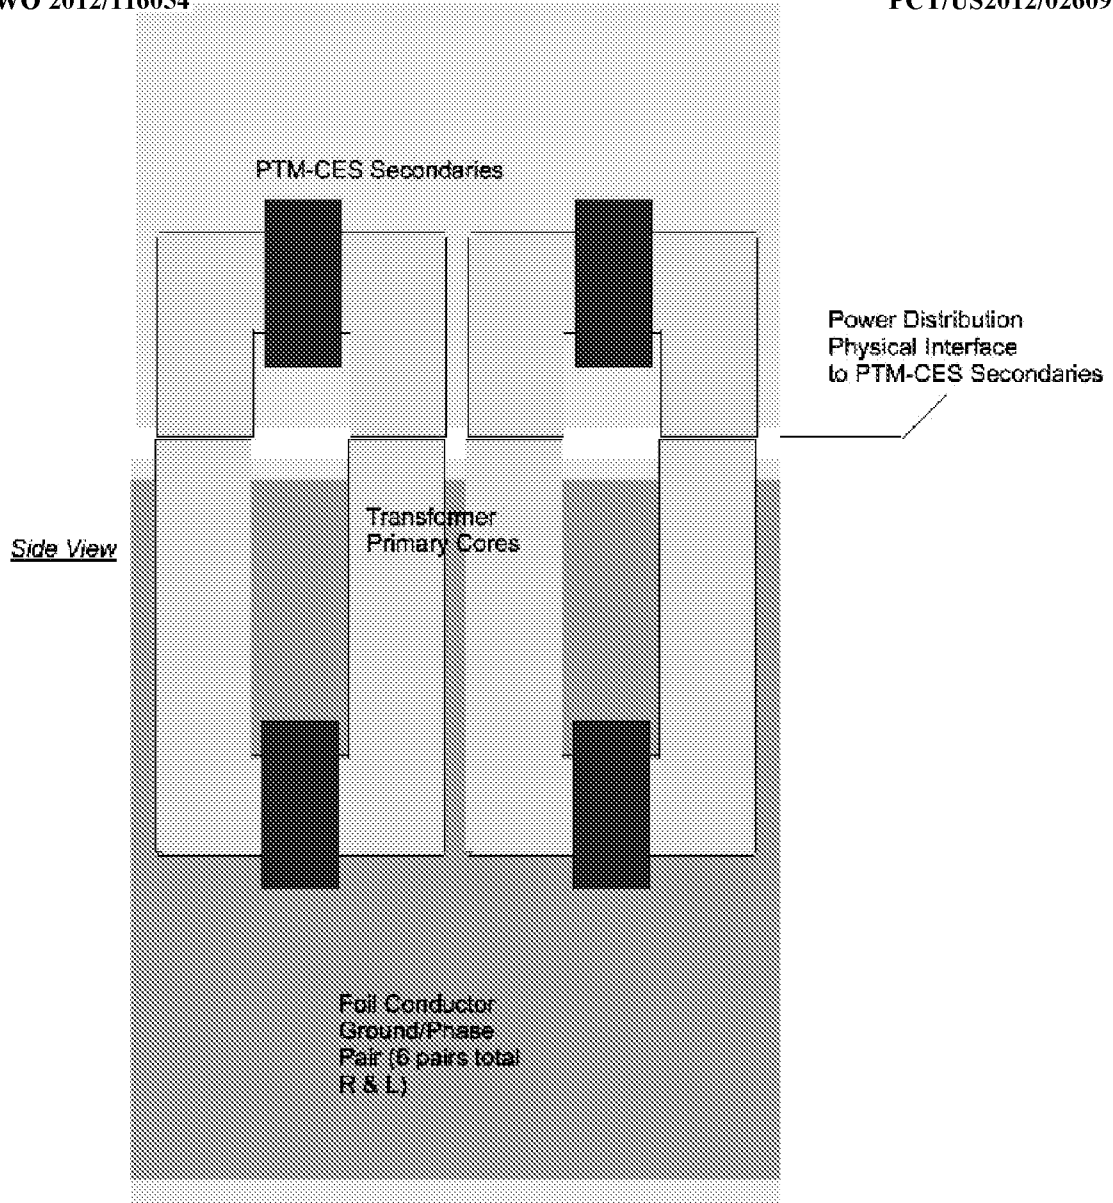 WO 2012/116054
PCT/US2012/02609
PTM-CES Secondaries
Power Distribution
Physical Interface
to PTM-CES Secondaries
Transformer
Primary Cores
Side View
Foil Conductor
Ground/Phase
Pair (6 pairs total
R & L)